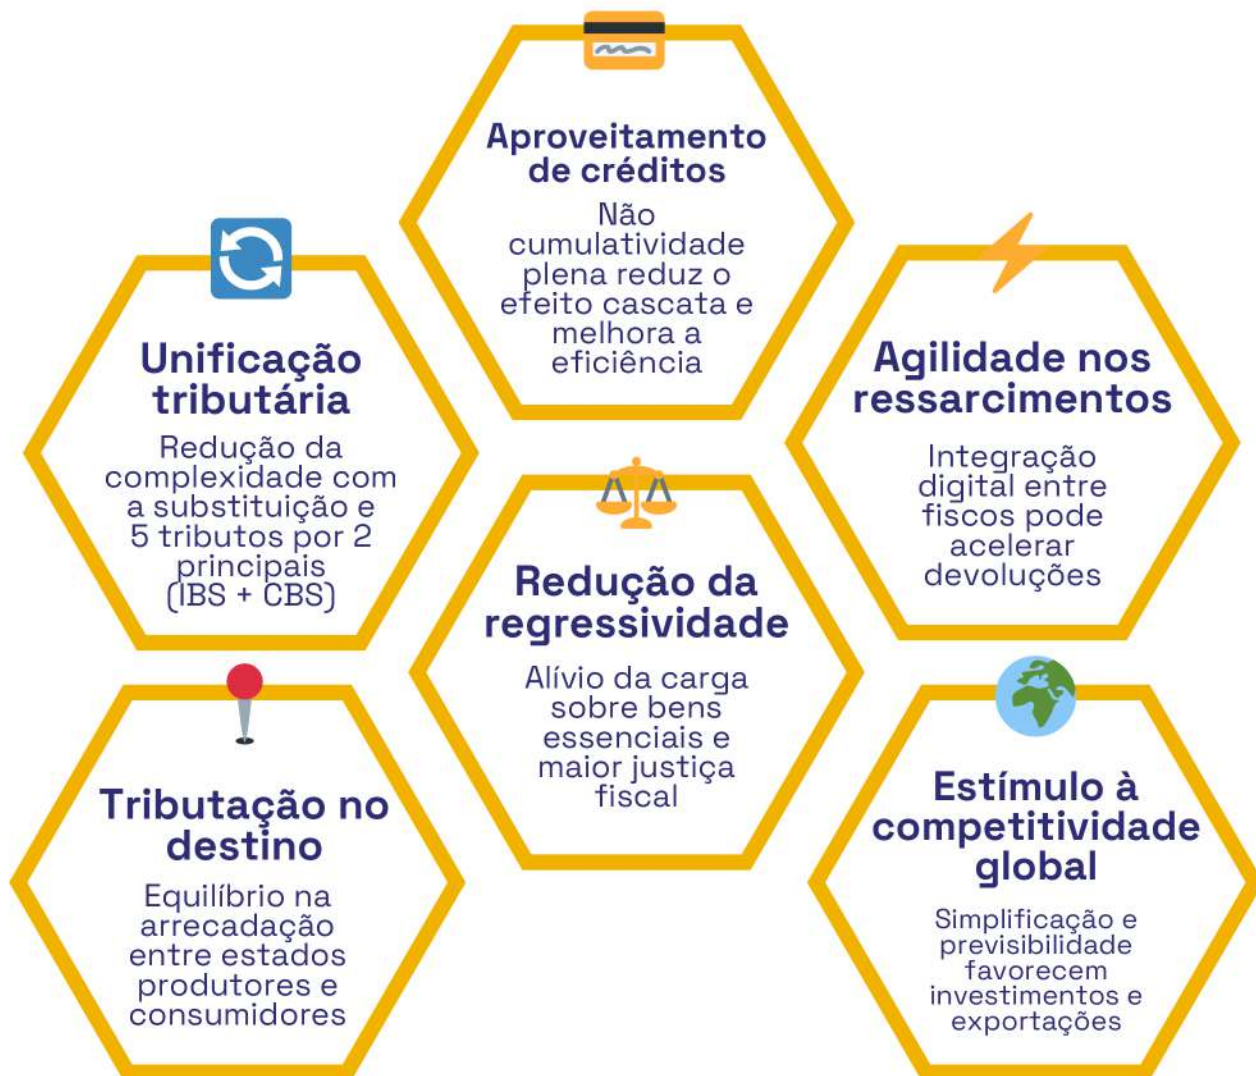 Aproveitamento
de créditos
Não
cumulatividade
plena reduz o
efeito cascata e
melhora a
eficiência
Unificação
tributária
Redução da
complexidade com
a substituição e
5 tributos por 2
principais
(IBS + CBS)
Agilidade nos
ressarcimentos
Integração
digital entre
fiscos pode
acelerar
devoluções
Redução da
regressividade
Alívio da carga
sobre bens
essenciais e
maior justiça
fiscal
Tributação no
destino
Equilíbrio na
arrecadação
entre estados
produtores e
consumidores
Estímulo à
competitividade
global
Simplificação e
previsibilidade
favorecem
investimentos e
exportações